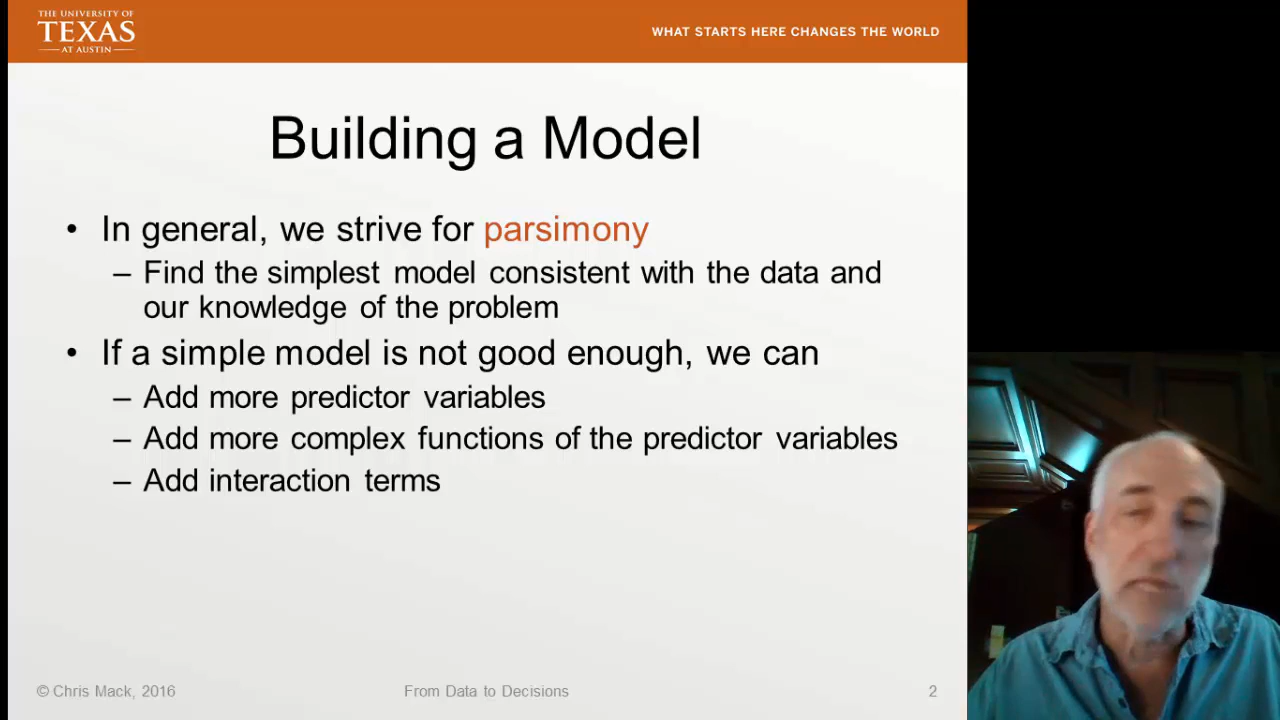 THE UNIVERSITY OF
TEXAS
AT AUSTIN
WHAT STARTS HERE CHANGES THE WORLD
Building a Model
• In general, we strive for parsimony
– Find the simplest model consistent with the data and
our knowledge of the problem
• If a simple model is not good enough, we can
– Add more predictor variables
– Add more complex functions of the predictor variables
– Add interaction terms
© Chris Mack, 2016
From Data to Decisions
2